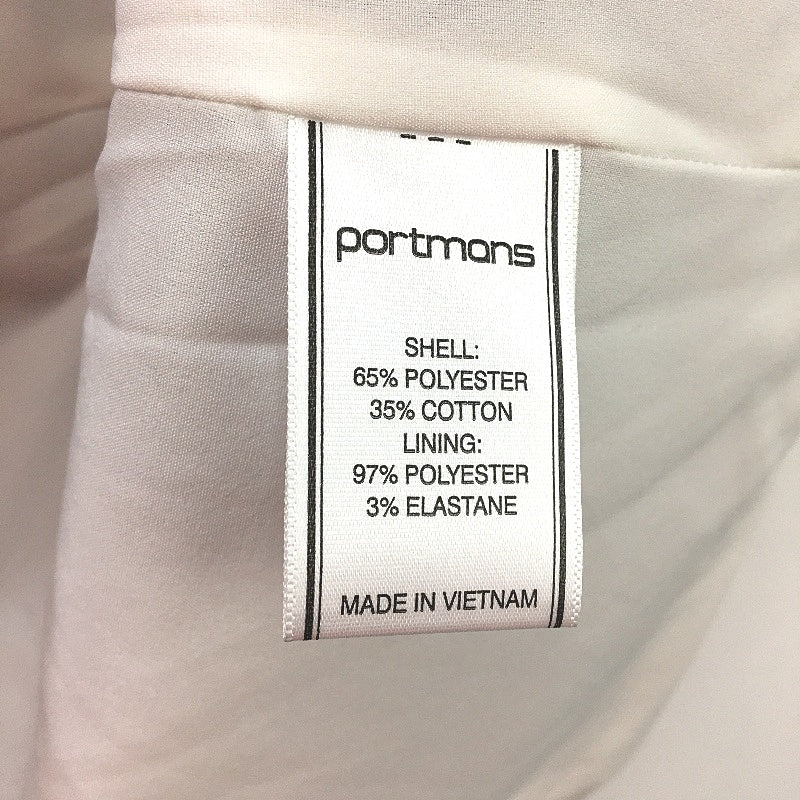 portmans
SHELL:
65% POLYESTER
35% COTTON
LINING:
97% POLYESTER
3% ELASTANE
MADE IN VIETNAM